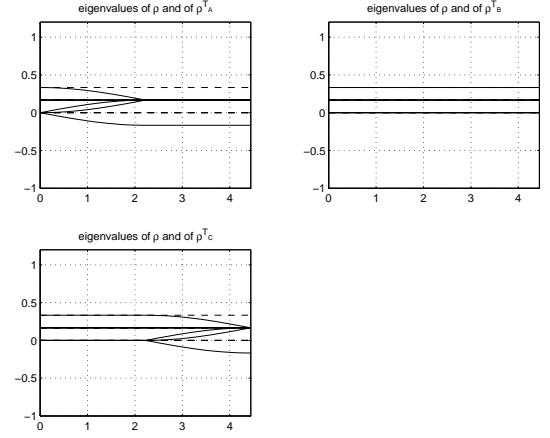 eigenvalues of ρ and of ρ^T_A
eigenvalues of ρ and of ρ^T_B
1
0.5
0
−0.5
−1
0 1 2 3 4
1
0.5
0
−0.5
−1
0 1 2 3 4
eigenvalues of ρ and of ρ^T_C
1
0.5
0
−0.5
−1
0 1 2 3 4